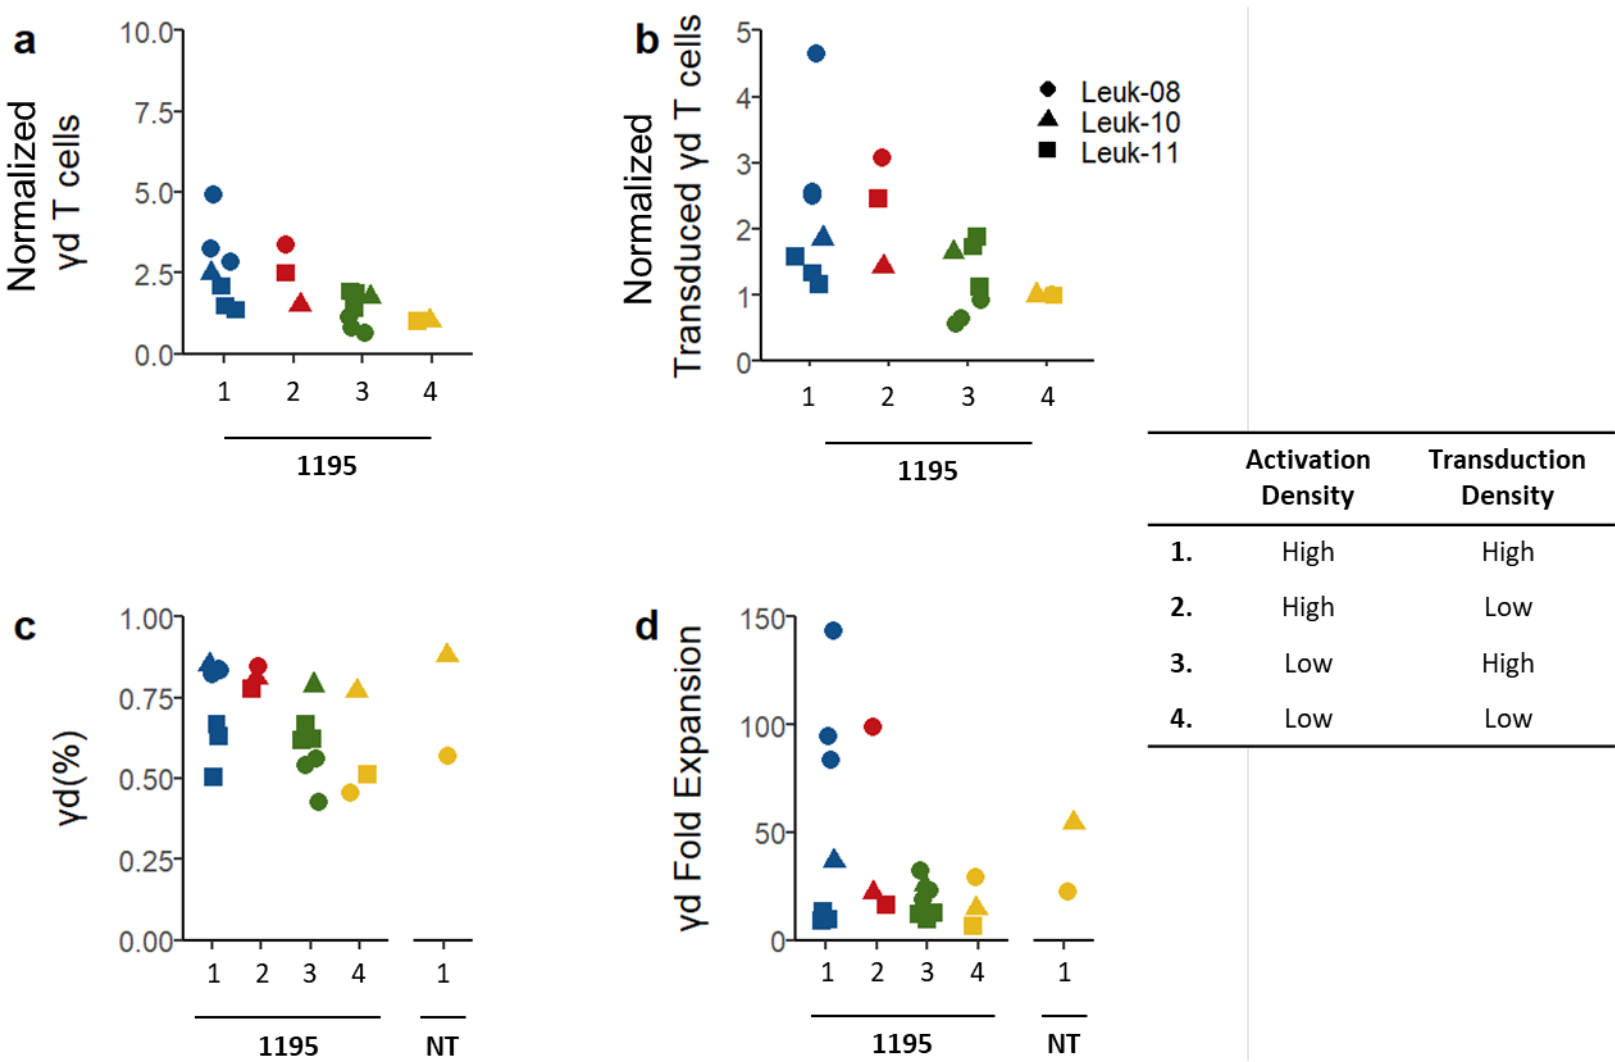 a
Normalized
γd T cells
10.0
7.5
5.0
2.5
0.0
1 2 3 4
1195
b
Normalized
Transduced γd T cells
5
4
3
2
1
0
1 2 3 4
1195
Leuk-08
Leuk-10
Leuk-11
Activation Transduction
Density Density
1. High High
2. High Low
3. Low High
4. Low Low
c
γd(%)
1.00
0.75
0.50
0.25
0.00
1 2 3 4 1
1195 NT
d
γd Fold Expansion
150
100
50
0
1 2 3 4 1
1195 NT